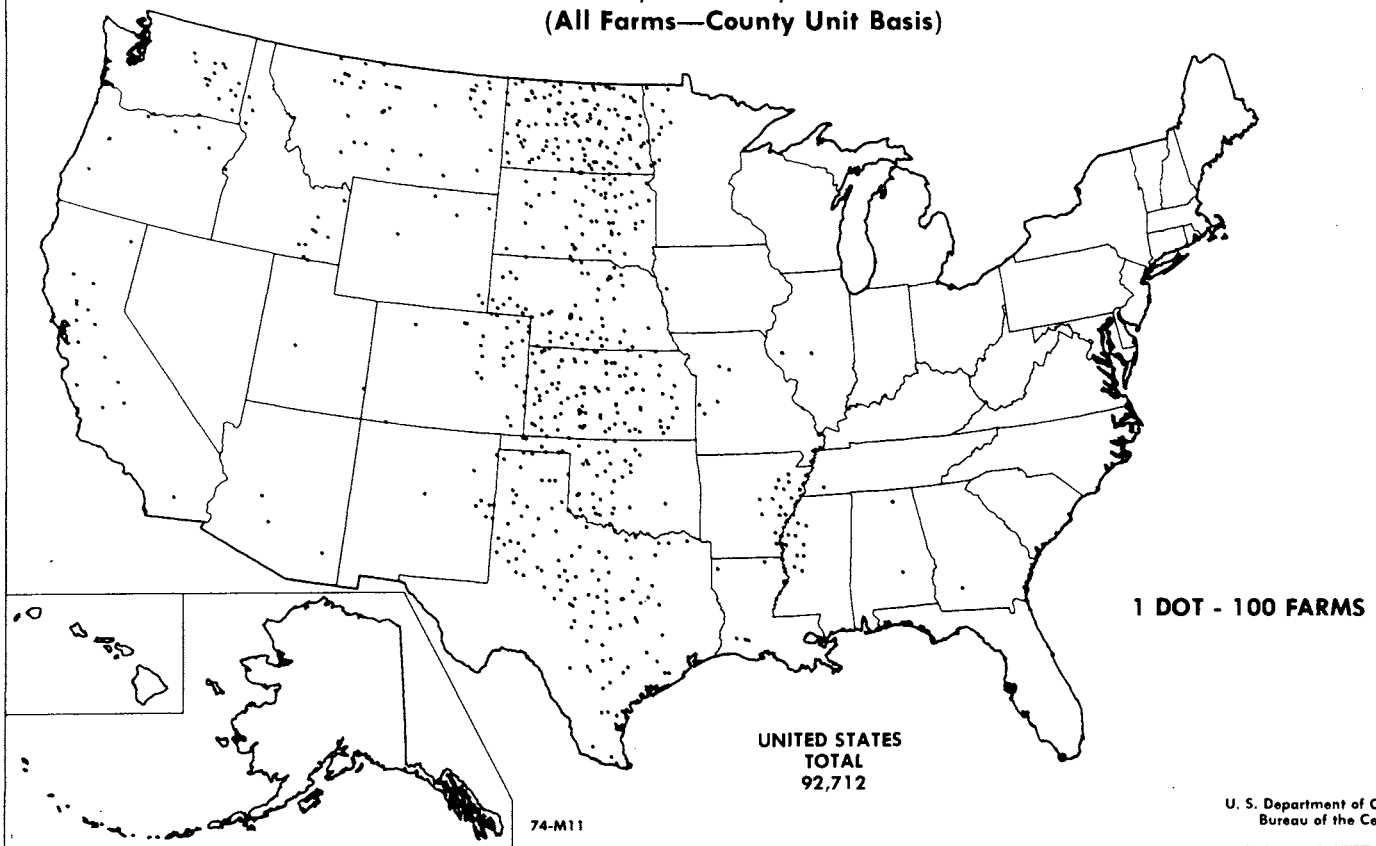 (All Farms—County Unit Basis)
1 DOT - 100 FARMS
UNITED STATES
TOTAL
92,712
74-M11
U. S. Department of
Bureau of the